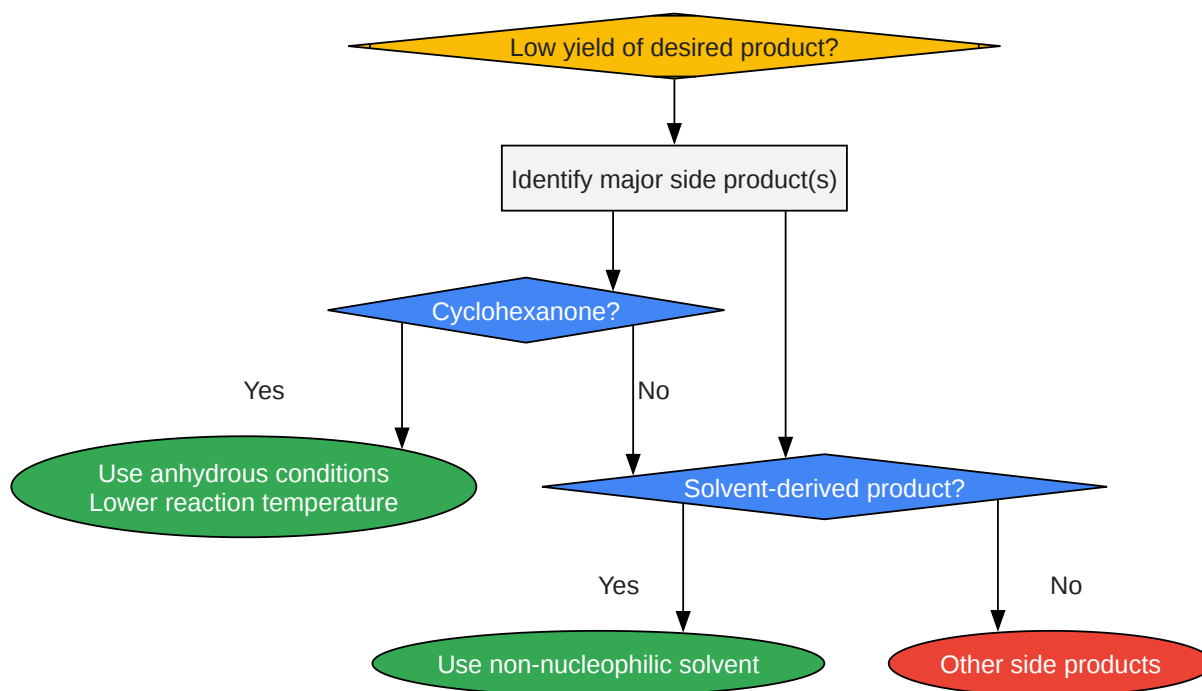 Low yield of desired product?
Identify major side product(s)
Cyclohexanone?
Yes
No
Use anhydrous conditions
Lower reaction temperature
Solvent-derived product?
Yes
No
Use non-nucleophilic solvent
Other side products